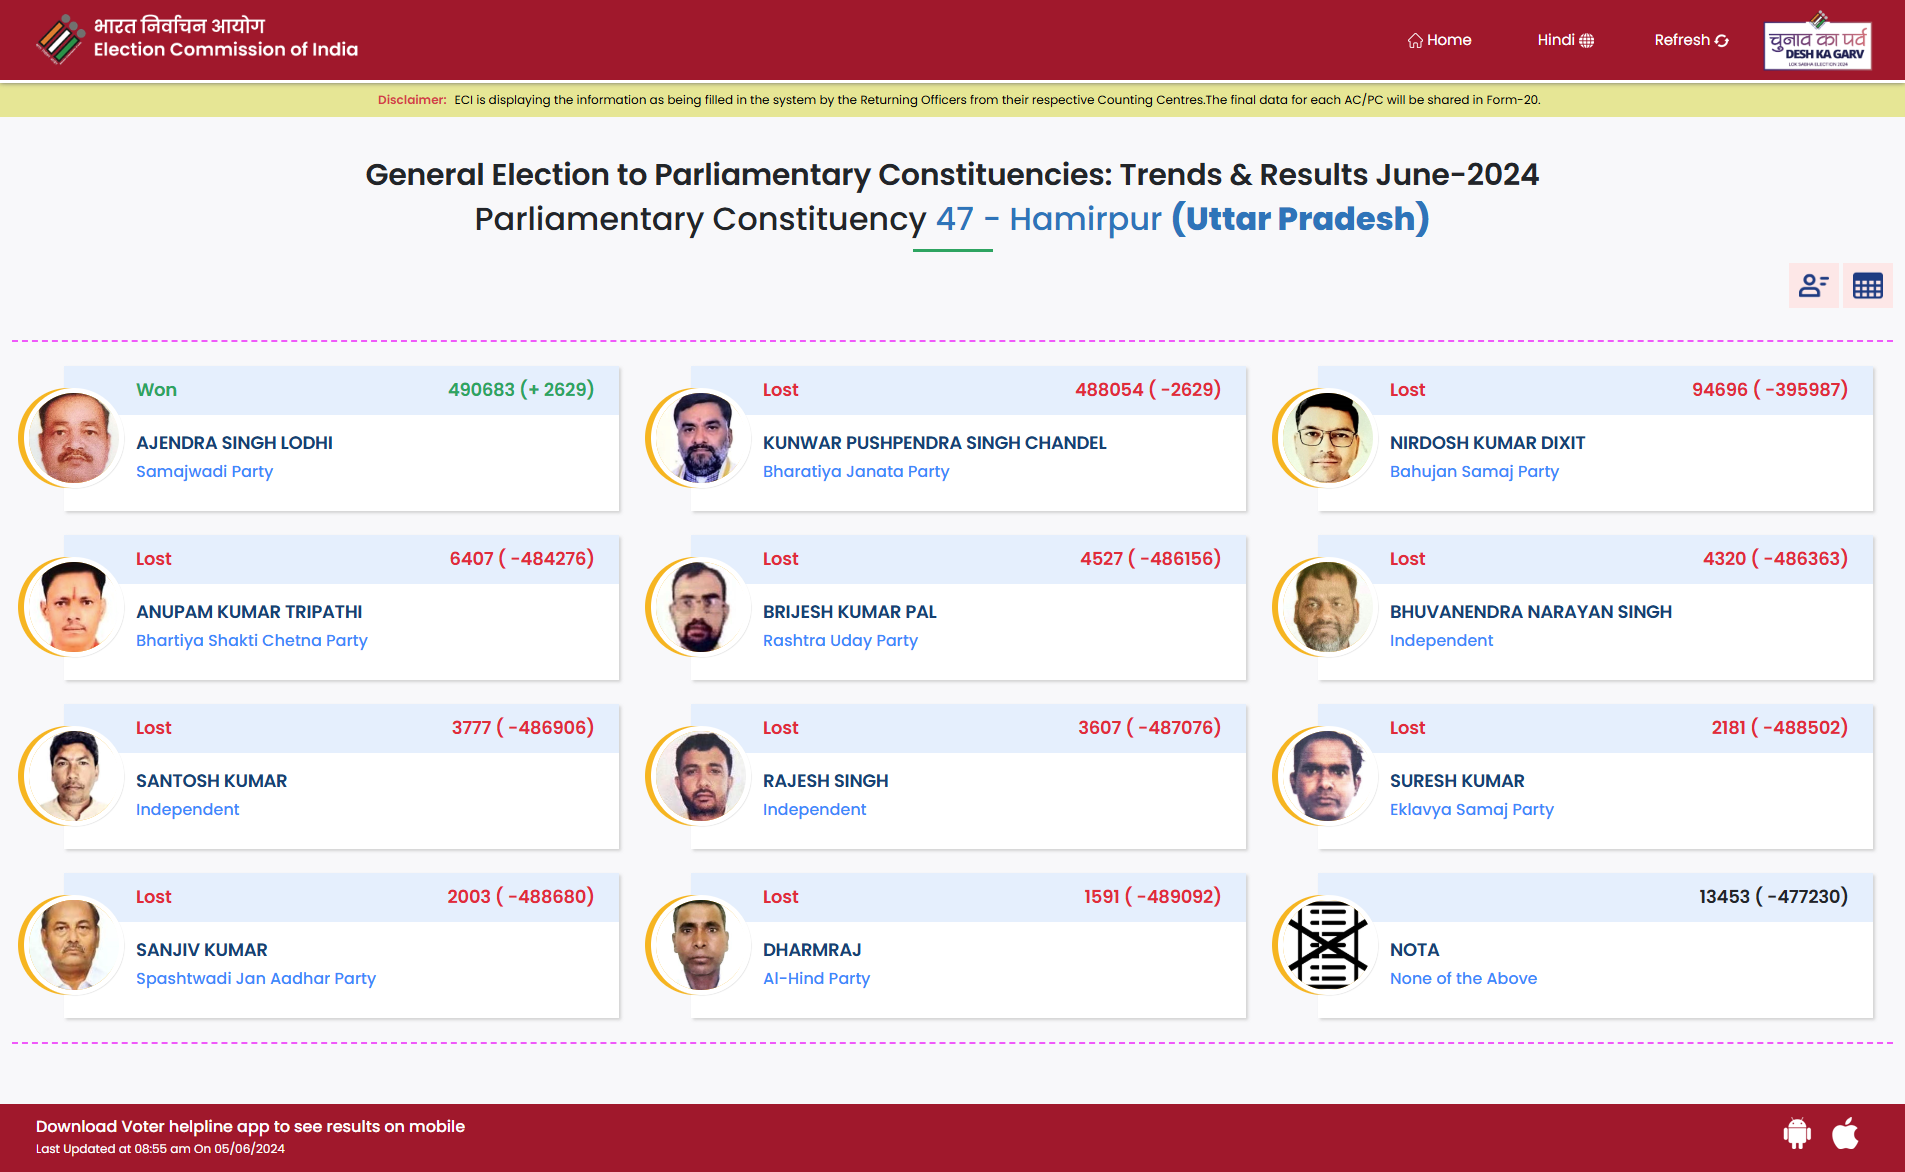 भारत निर्वाचन आयोग
Election Commission of India
Home
Hindi
Refresh
चुनाव का पर्व
DESH KA GARV
LOK SABHA ELECTION 2024
Disclaimer: ECI is displaying the information as being filled in the system by the Returning Officers from their respective Counting Centres.The final data for each AC/PC will be shared in Form-20.
General Election to Parliamentary Constituencies: Trends & Results June-2024
Parliamentary Constituency 47 - Hamirpur (Uttar Pradesh)
Won 490683 (+ 2629)
AJENDRA SINGH LODHI
Samajwadi Party
Lost 488054 ( -2629)
KUNWAR PUSHPENDRA SINGH CHANDEL
Bharatiya Janata Party
Lost 94696 ( -395987)
NIRDOSH KUMAR DIXIT
Bahujan Samaj Party
Lost 6407 ( -484276)
ANUPAM KUMAR TRIPATHI
Bhartiya Shakti Chetna Party
Lost 4527 ( -486156)
BRIJESH KUMAR PAL
Rashtra Uday Party
Lost 4320 ( -486363)
BHUVANENDRA NARAYAN SINGH
Independent
Lost 3777 ( -486906)
SANTOSH KUMAR
Independent
Lost 3607 ( -487076)
RAJESH SINGH
Independent
Lost 2181 ( -488502)
SURESH KUMAR
Eklavya Samaj Party
Lost 2003 ( -488680)
SANJIV KUMAR
Spashtwadi Jan Aadhar Party
Lost 1591 ( -489092)
DHARMRAJ
Al-Hind Party
13453 ( -477230)
NOTA
None of the Above
Download Voter helpline app to see results on mobile
Last Updated at 08:55 am On 05/06/2024